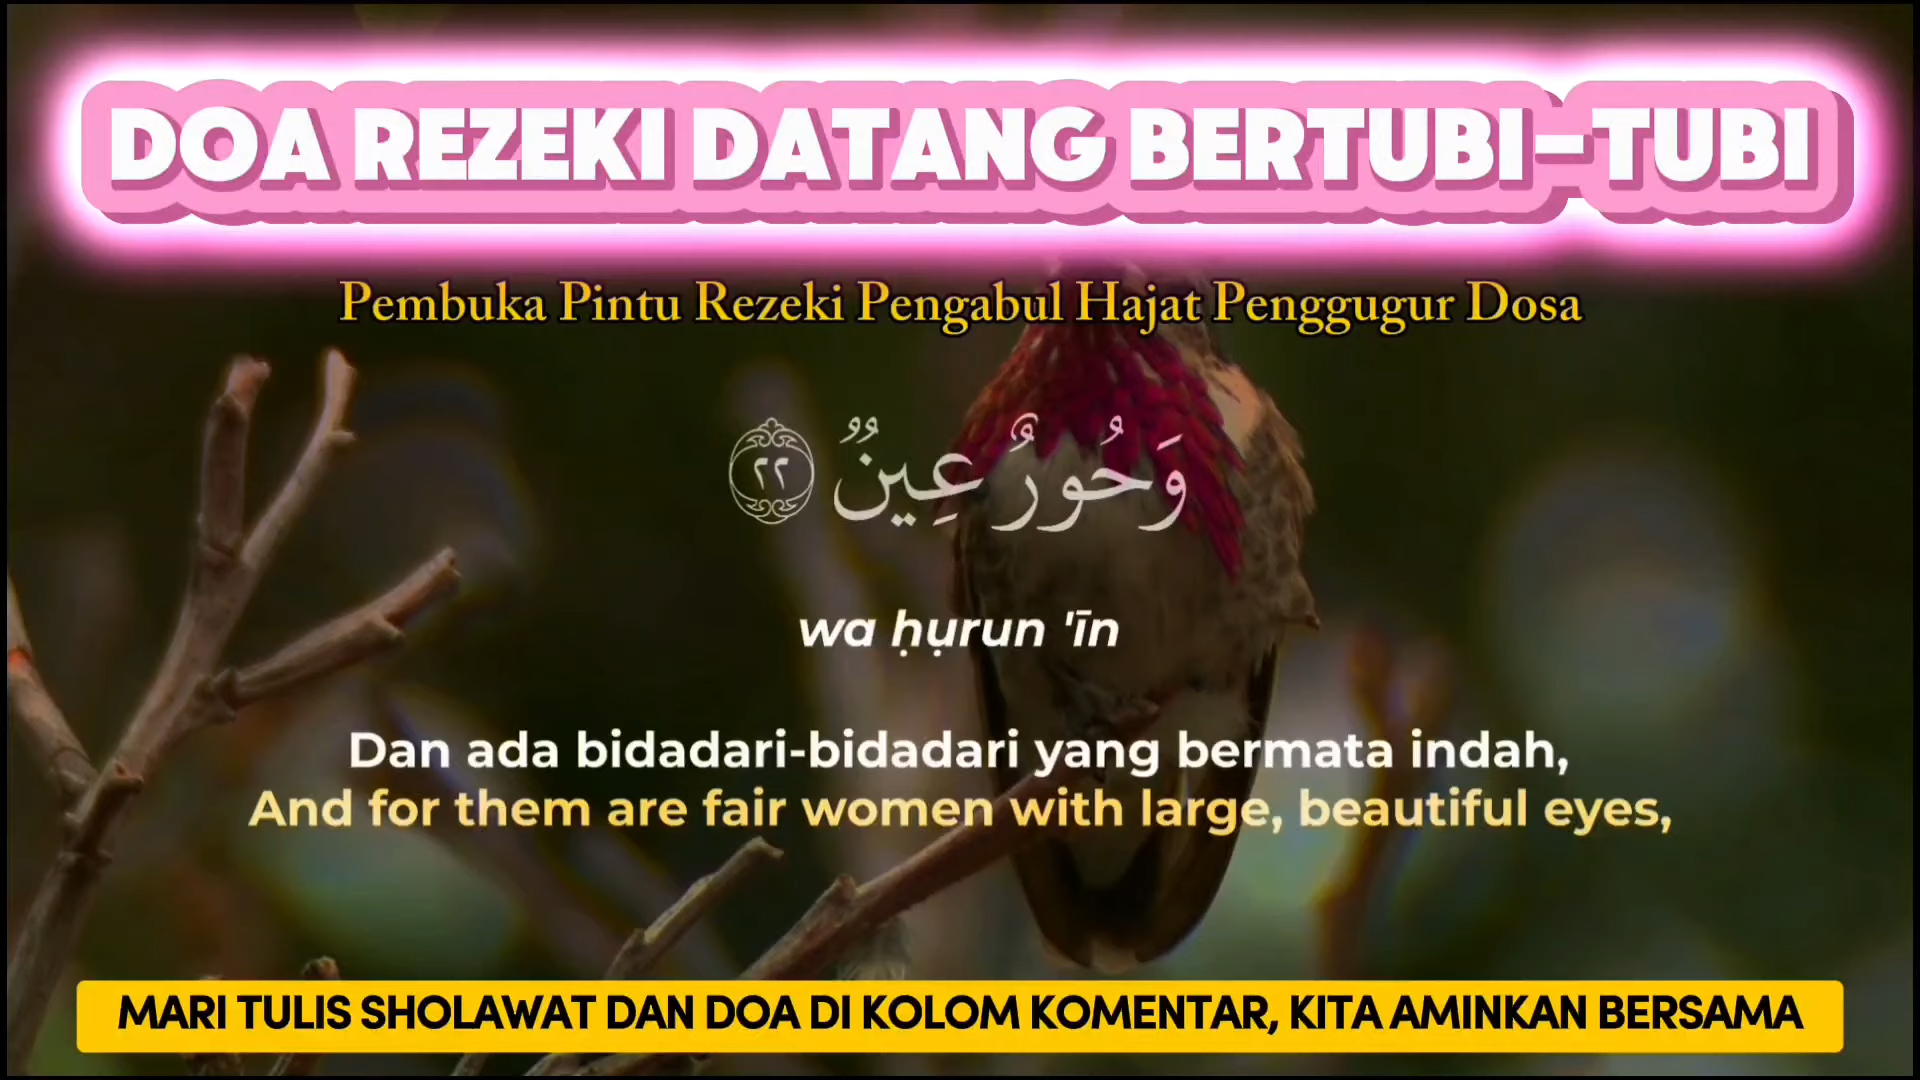 DOA REZEKI DATANG BERTUBI-TUBI
Pembuka Pintu Rezeki Pengabul Hajat Penggugur Dosa
وَحُورٌ عِينٌ ٢٢
wa ḥụrun 'īn
Dan ada bidadari-bidadari yang bermata indah,
And for them are fair women with large, beautiful eyes,
MARI TULIS SHOLAWAT DAN DOA DI KOLOM KOMENTAR, KITA AMINKAN BERSAMA